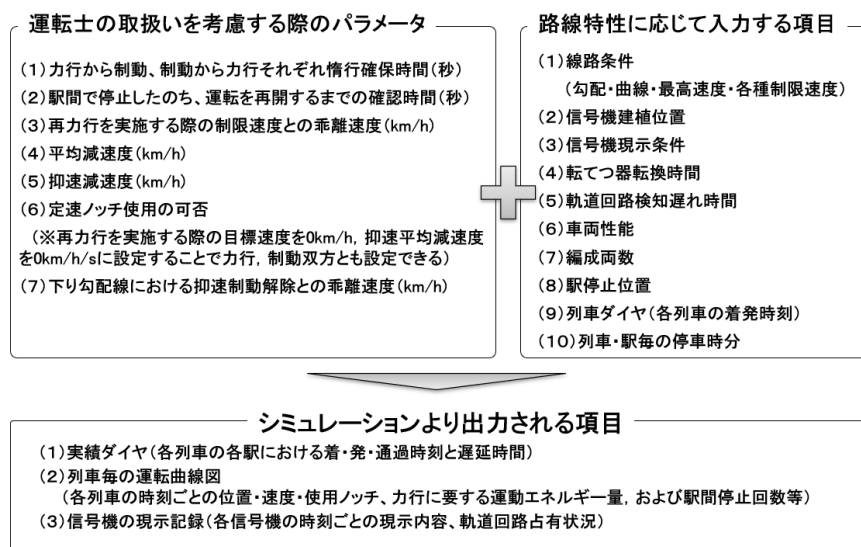 運転士の取扱いを考慮する際のパラメータ
(1)力行から制動、制動から力行それぞれ惰行確保時間(秒)
(2)駅間で停止したのち、運転を再開するまでの確認時間(秒)
(3)再力行を実施する際の制限速度との乖離速度(km/h)
(4)平均減速度(km/h)
(5)抑速減速度(km/h)
(6)定速ノッチ使用の可否
(※再力行を実施する際の目標速度を0km/h, 抑速平均減速度
を0km/h/sに設定することで力行, 制動双方とも設定できる)
(7)下り勾配線における抑速制動解除との乖離速度(km/h)
路線特性に応じて入力する項目
(1)線路条件
(勾配・曲線・最高速度・各種制限速度)
(2)信号機建植位置
(3)信号機現示条件
(4)転てつ器転換時間
(5)軌道回路検知遅れ時間
(6)車両性能
(7)編成両数
(8)駅停止位置
(9)列車ダイヤ(各列車の着発時刻)
(10)列車・駅毎の停車時分
シミュレーションより出力される項目
(1)実績ダイヤ(各列車の各駅における着・発・通過時刻と遅延時間)
(2)列車毎の運転曲線図
(各列車の時刻ごとの位置・速度・使用ノッチ、力行に要する運動エネルギー量, および駅間停止回数等)
(3)信号機の現示記録(各信号機の時刻ごとの現示内容、軌道回路占有状況)